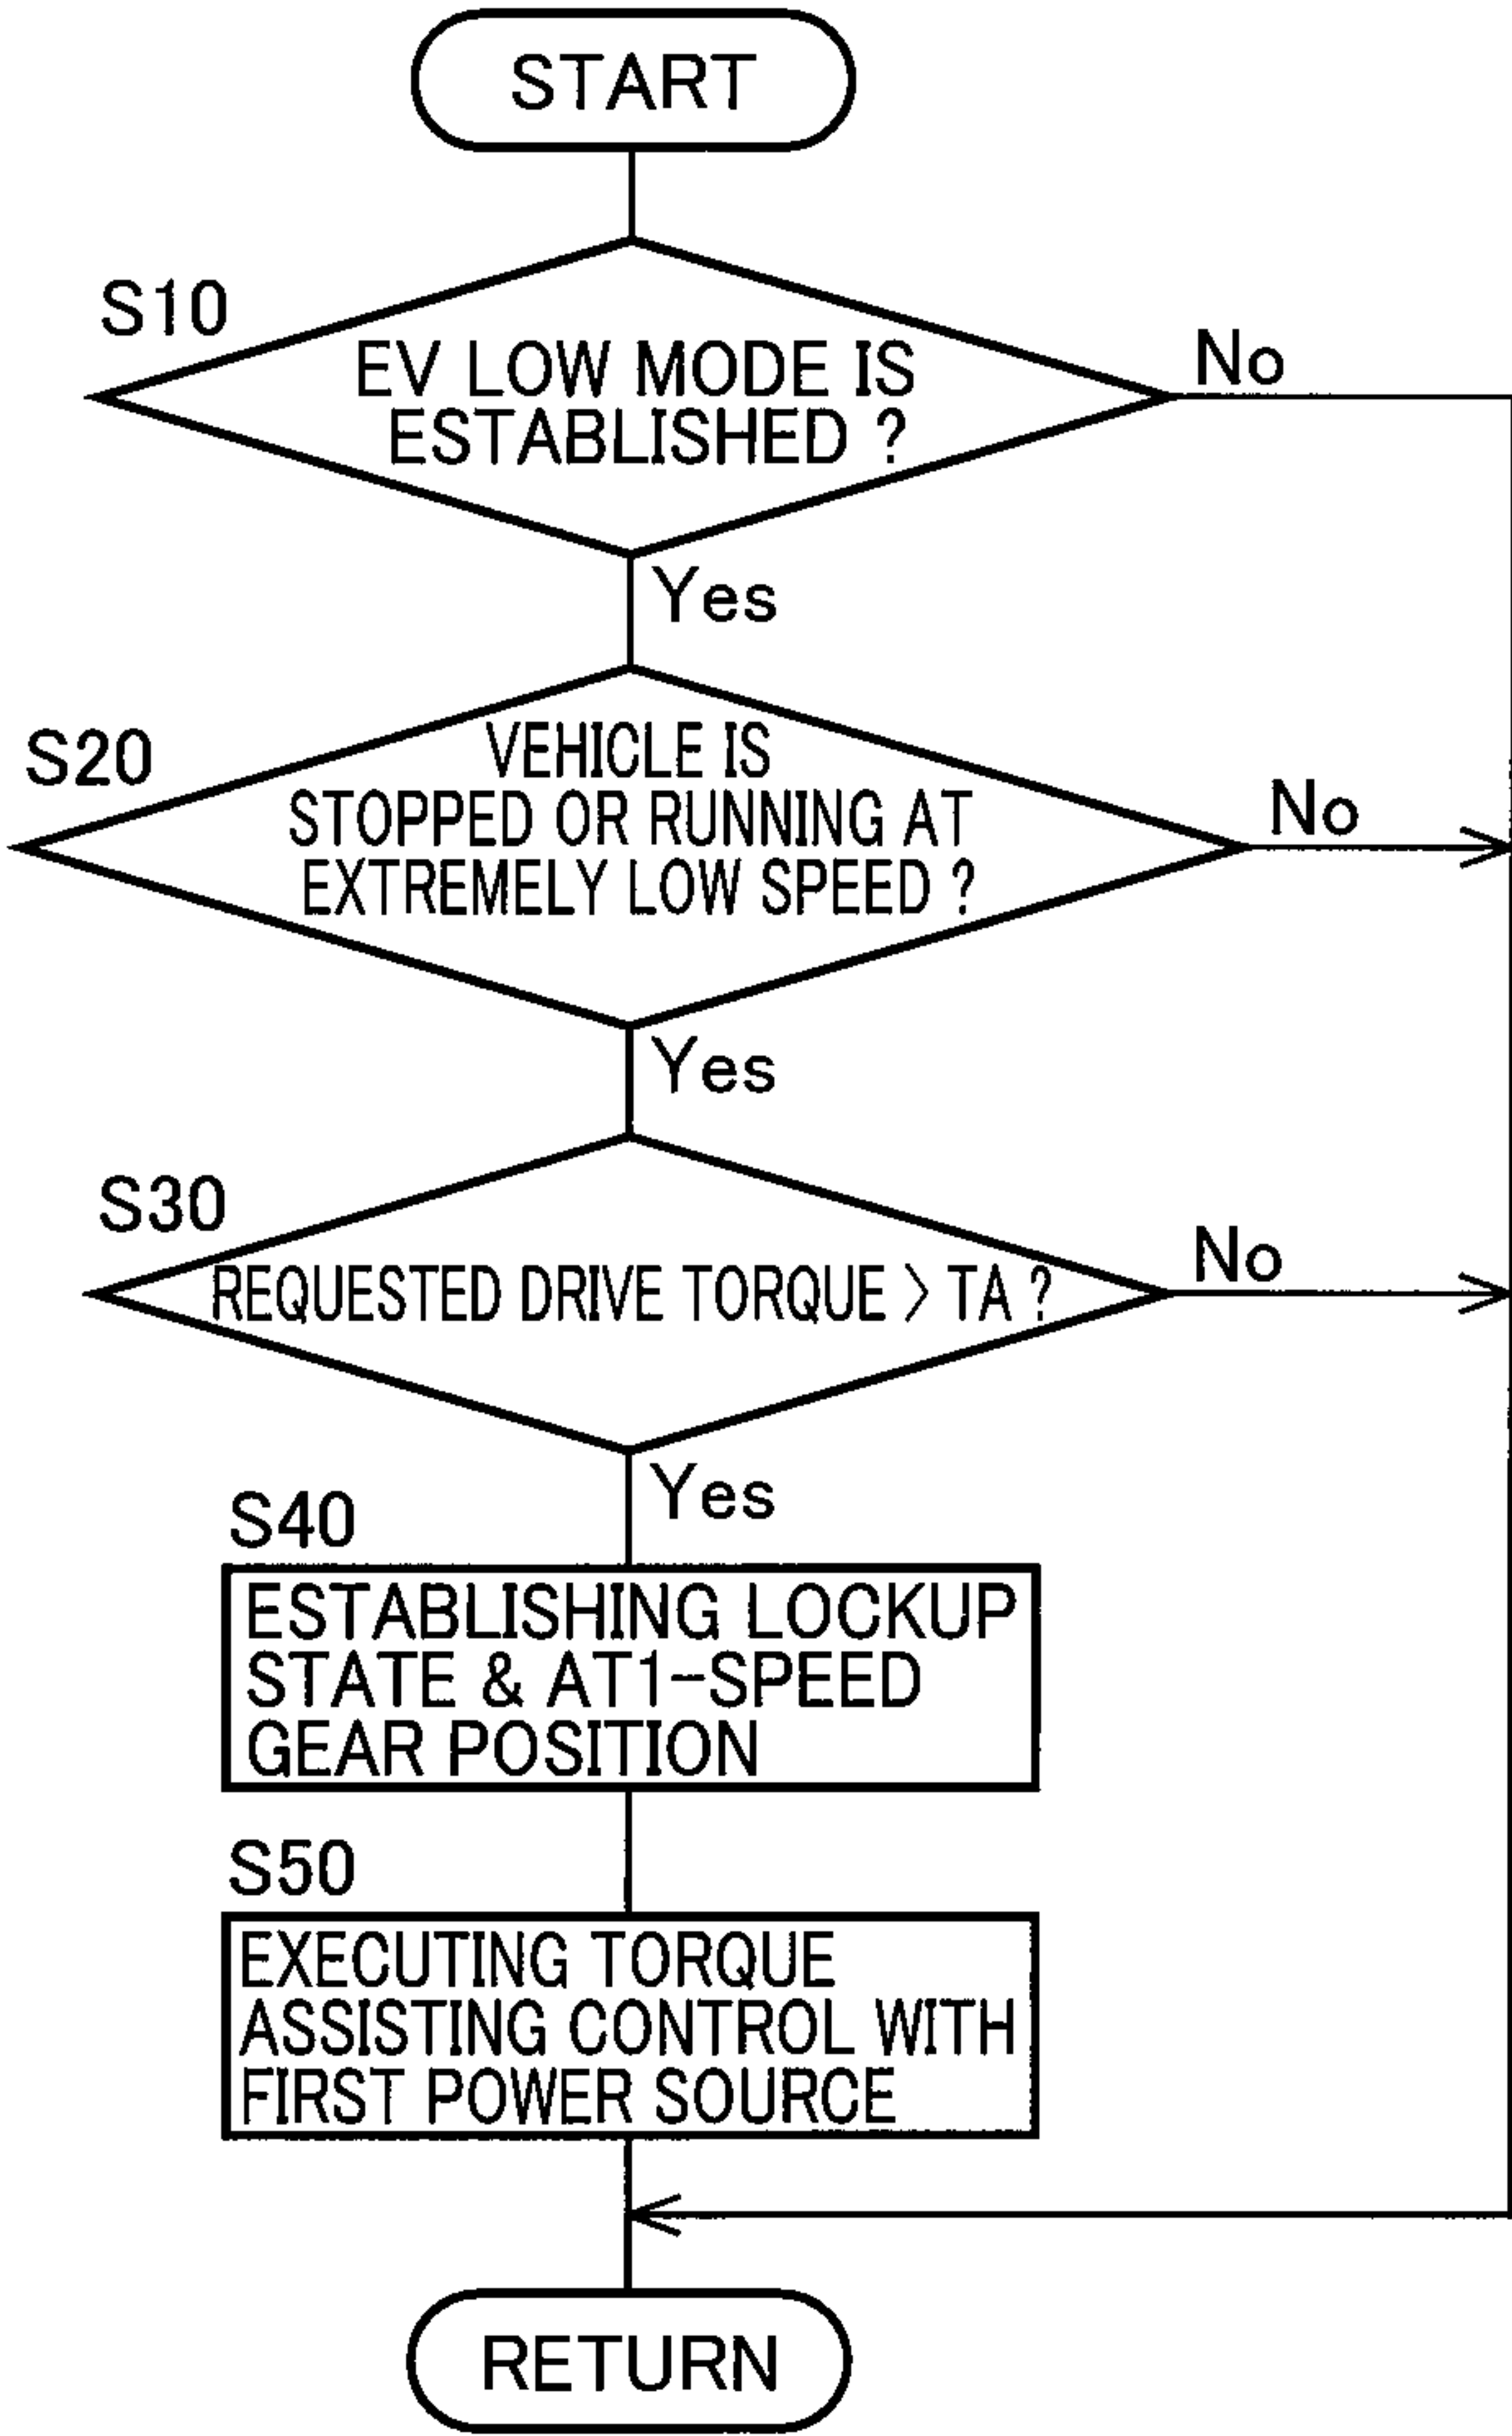 START
S10
EV LOW MODE IS
ESTABLISHED ?
No
Yes
S20
VEHICLE IS
STOPPED OR RUNNING AT
EXTREMELY LOW SPEED ?
No
Yes
S30
REQUESTED DRIVE TORQUE > TA ?
No
Yes
S40
ESTABLISHING LOCKUP
STATE & AT1-SPEED
GEAR POSITION
S50
EXECUTING TORQUE
ASSISTING CONTROL WITH
FIRST POWER SOURCE
RETURN